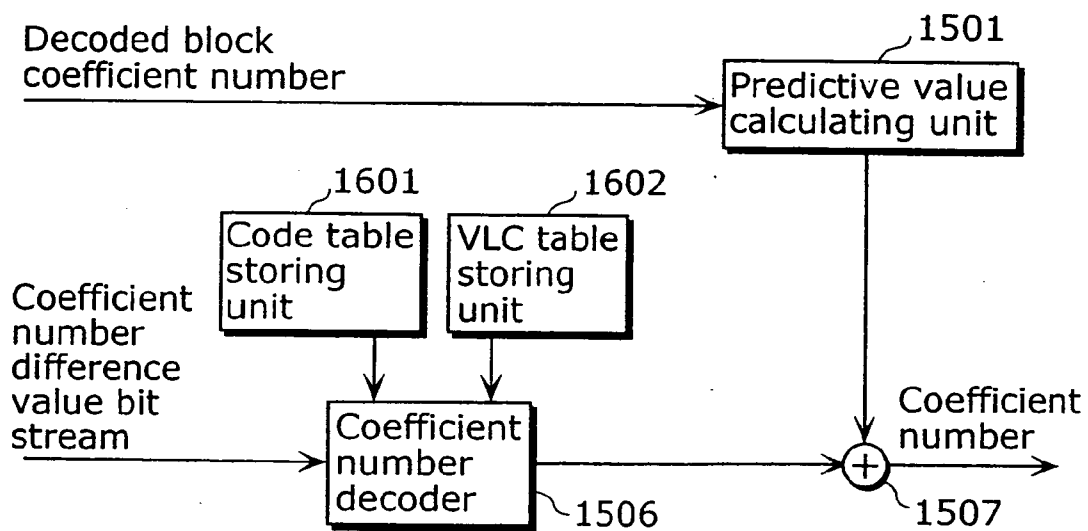 Decoded block
coefficient number
1501
Predictive value
calculating unit
1601
1602
Code table
storing
unit
VLC table
storing
unit
Coefficient
number
difference
value bit
stream
Coefficient
number
decoder
1506
Coefficient
number
+
1507